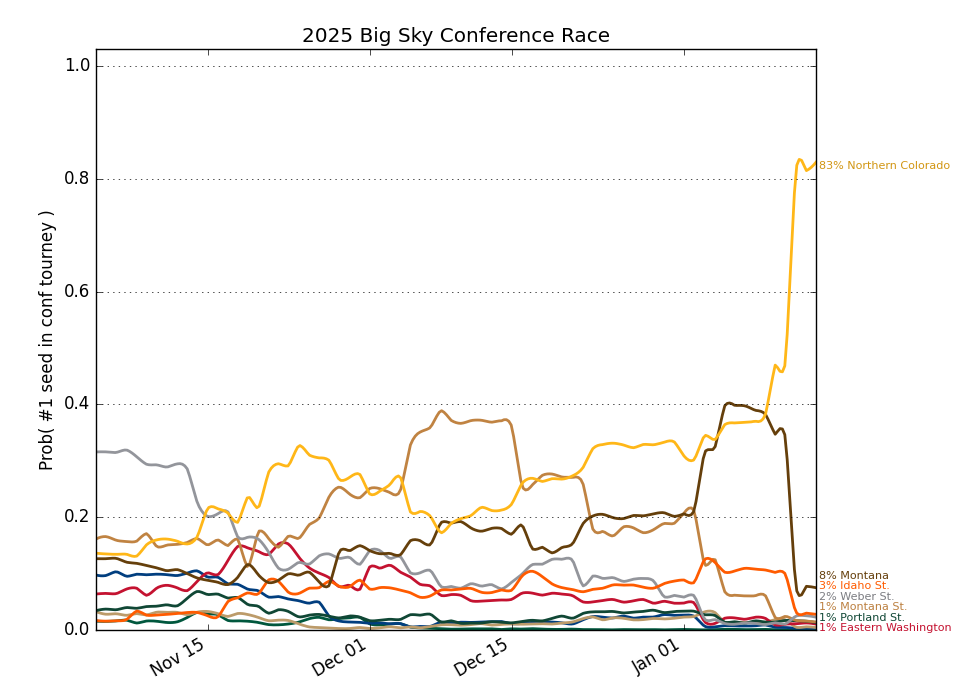 2025 Big Sky Conference Race
Prob( #1 seed in conf tourney )
1.0
0.8
0.6
0.4
0.2
0.0
Nov 15
Dec 01
Dec 15
Jan 01
83% Northern Colorado
8% Montana
3% Idaho St.
2% Weber St.
1% Montana St.
1% Portland St.
1% Eastern Washington